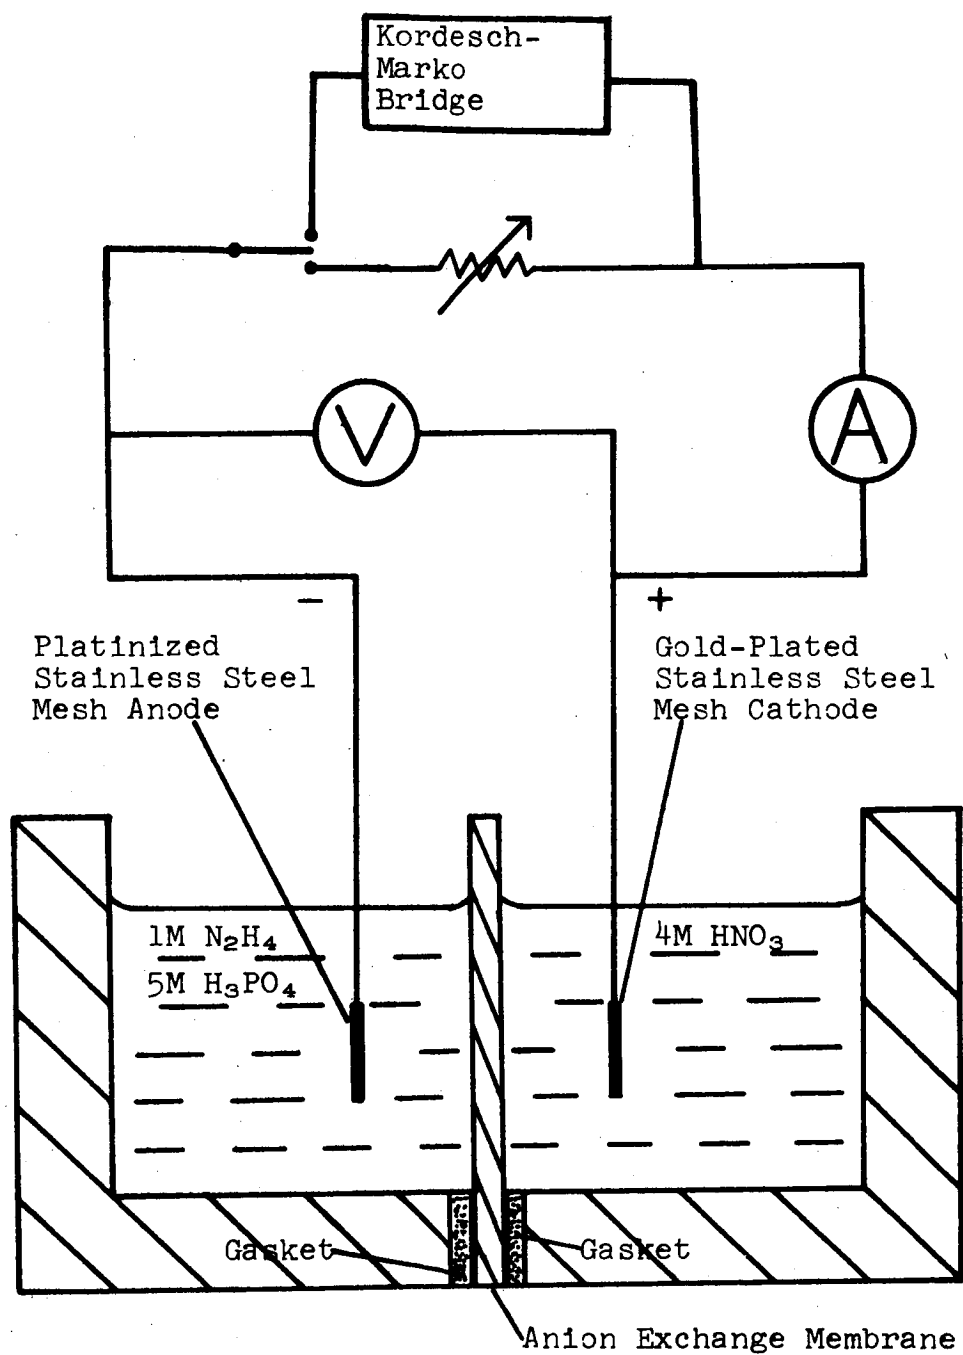 Kordesch-
Marko
Bridge
V
A
−
+
Platinized
Stainless Steel
Mesh Anode
Gold-Plated
Stainless Steel
Mesh Cathode
1M N₂H₄
5M H₃PO₄
4M HNO₃
Gasket
Gasket
Anion Exchange Membrane